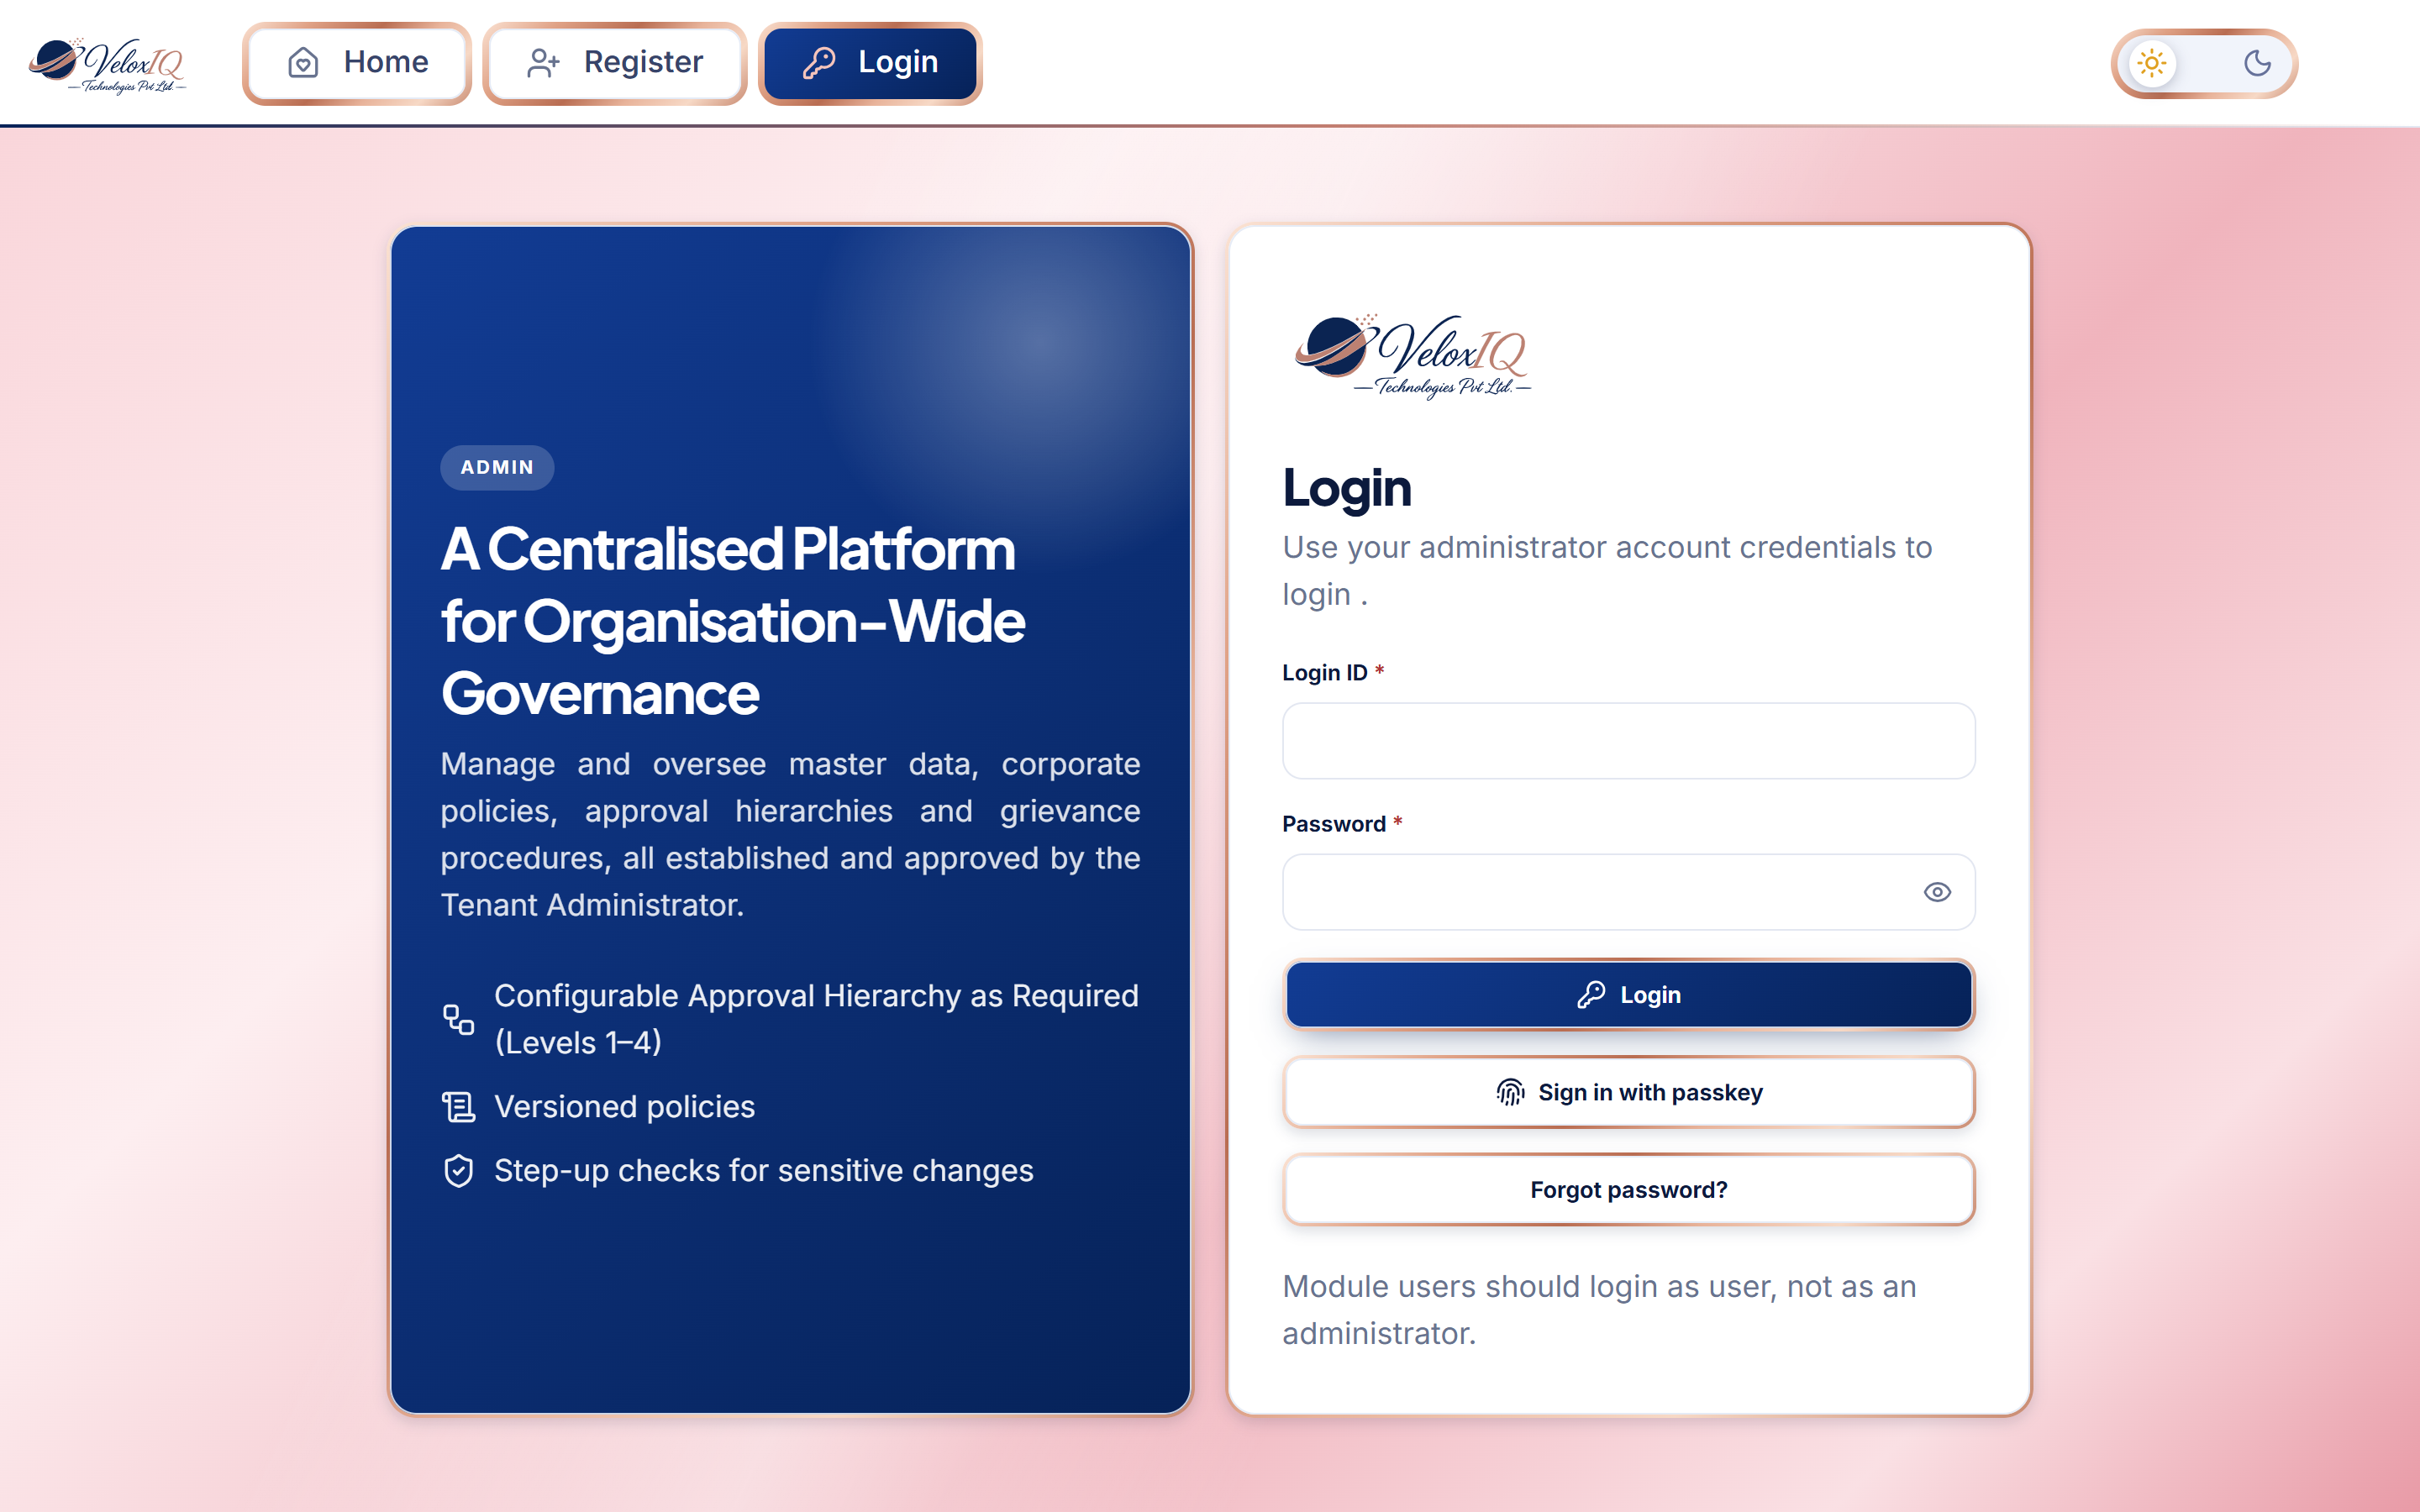 VeloxIQ
Technologies Pvt Ltd.
Home
Register
Login
ADMIN
A Centralised Platform
for Organisation-Wide
Governance
Manage and oversee master data, corporate
policies, approval hierarchies and grievance
procedures, all established and approved by the
Tenant Administrator.
Configurable Approval Hierarchy as Required
(Levels 1–4)
Versioned policies
Step-up checks for sensitive changes
VeloxIQ
Technologies Pvt Ltd.
Login
Use your administrator account credentials to
login .
Login ID *
Password *
Login
Sign in with passkey
Forgot password?
Module users should login as user, not as an
administrator.